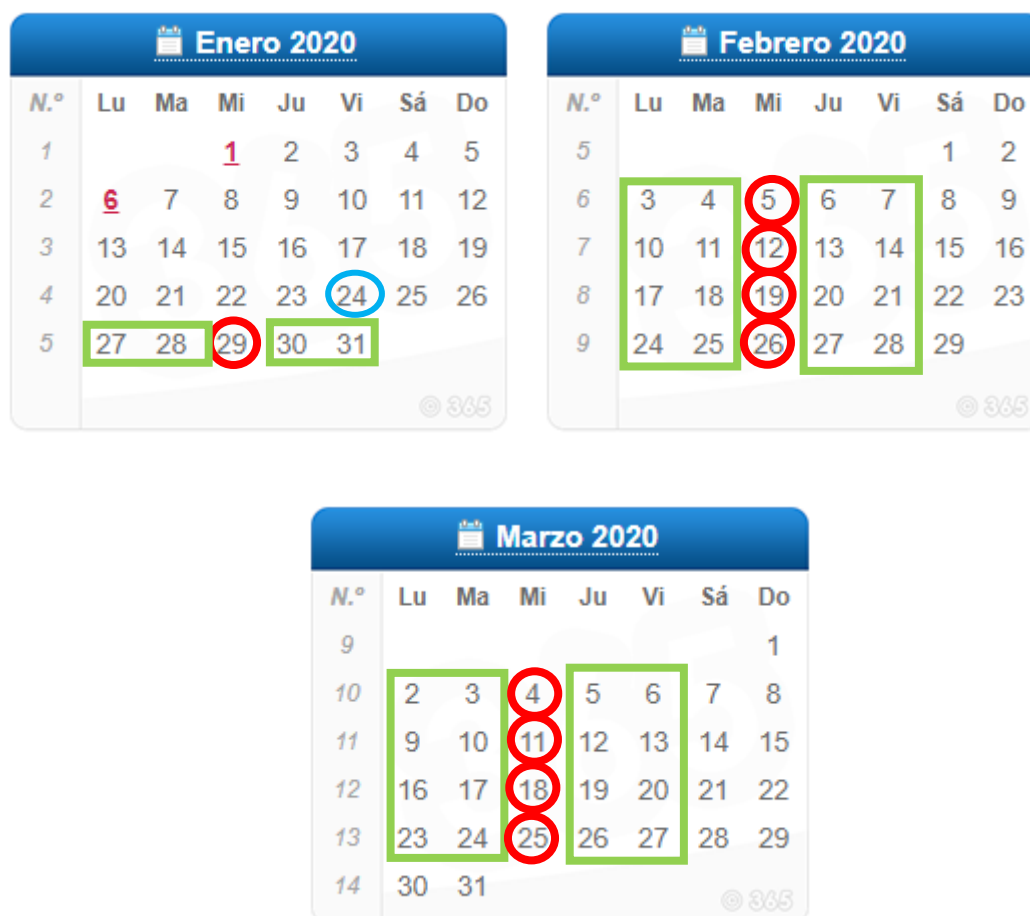 Enero 2020
N.º Lu Ma Mi Ju Vi Sá Do
1 1 2 3 4 5
2 6 7 8 9 10 11 12
3 13 14 15 16 17 18 19
4 20 21 22 23 24 25 26
5 27 28 29 30 31
365
Febrero 2020
N.º Lu Ma Mi Ju Vi Sá Do
5 1 2
6 3 4 5 6 7 8 9
7 10 11 12 13 14 15 16
8 17 18 19 20 21 22 23
9 24 25 26 27 28 29
365
Marzo 2020
N.º Lu Ma Mi Ju Vi Sá Do
9 1
10 2 3 4 5 6 7 8
11 9 10 11 12 13 14 15
12 16 17 18 19 20 21 22
13 23 24 25 26 27 28 29
14 30 31
365